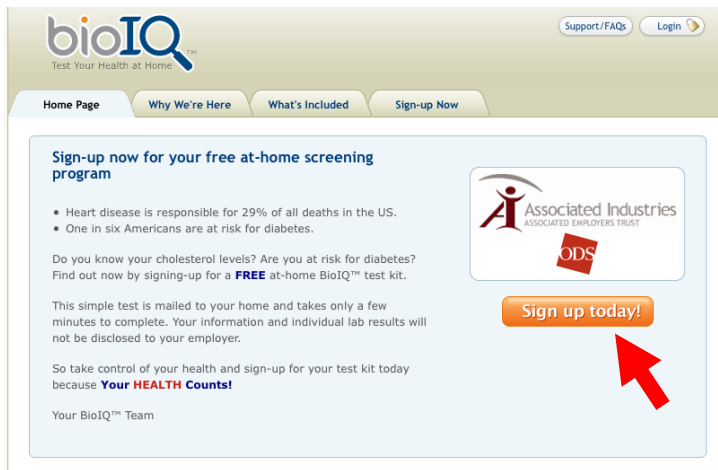 bioIQ™
Test Your Health at Home
Support/FAQs
Login
Home Page
Why We're Here
What's Included
Sign-up Now
Sign-up now for your free at-home screening
program
• Heart disease is responsible for 29% of all deaths in the US.
• One in six Americans are at risk for diabetes.
Do you know your cholesterol levels? Are you at risk for diabetes?
Find out now by signing-up for a FREE at-home BioIQ™ test kit.
This simple test is mailed to your home and takes only a few
minutes to complete. Your information and individual lab results will
not be disclosed to your employer.
So take control of your health and sign-up for your test kit today
because Your HEALTH Counts!
Your BioIQ™ Team
AI Associated Industries
ASSOCIATED EMPLOYERS TRUST
ODS
Sign up today!